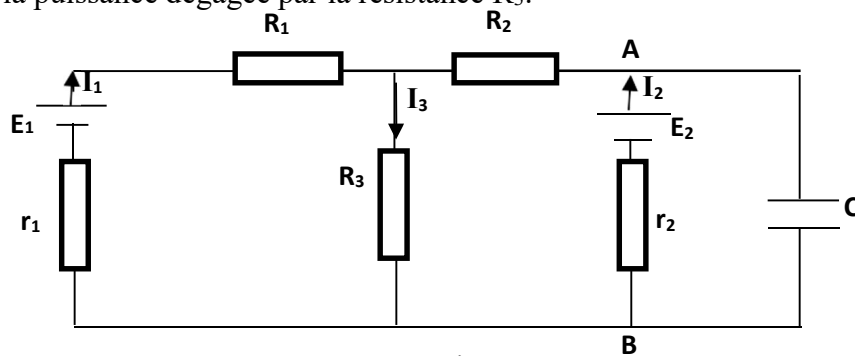 la puissance dégagée par la résistance R₃.
R₁
R₂
A
I₁
I₃
I₂
E₁
E₂
R₃
r₁
r₂
C
B